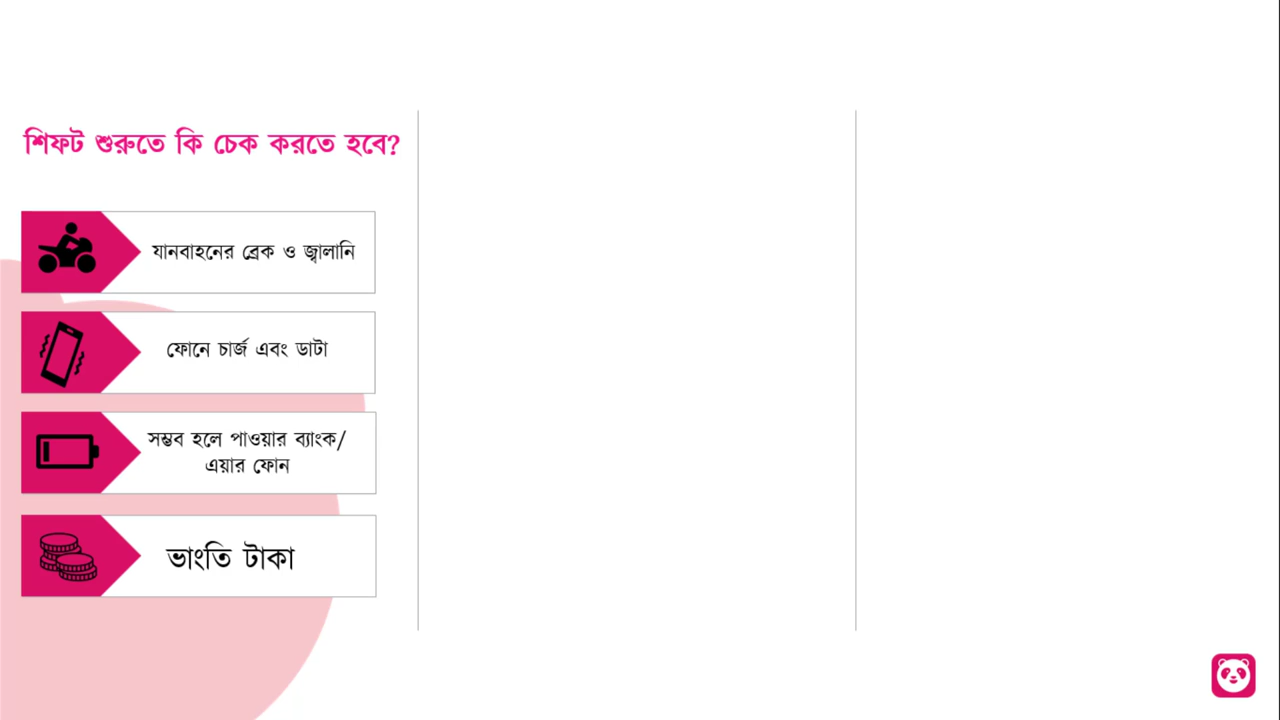 শিফট শুরুতে কি চেক করতে হবে?
যানবাহনের ব্রেক ও জ্বালানি
ফোনে চার্জ এবং ডাটা
সম্ভব হলে পাওয়ার ব্যাংক/
এয়ার ফোন
ভাংতি টাকা